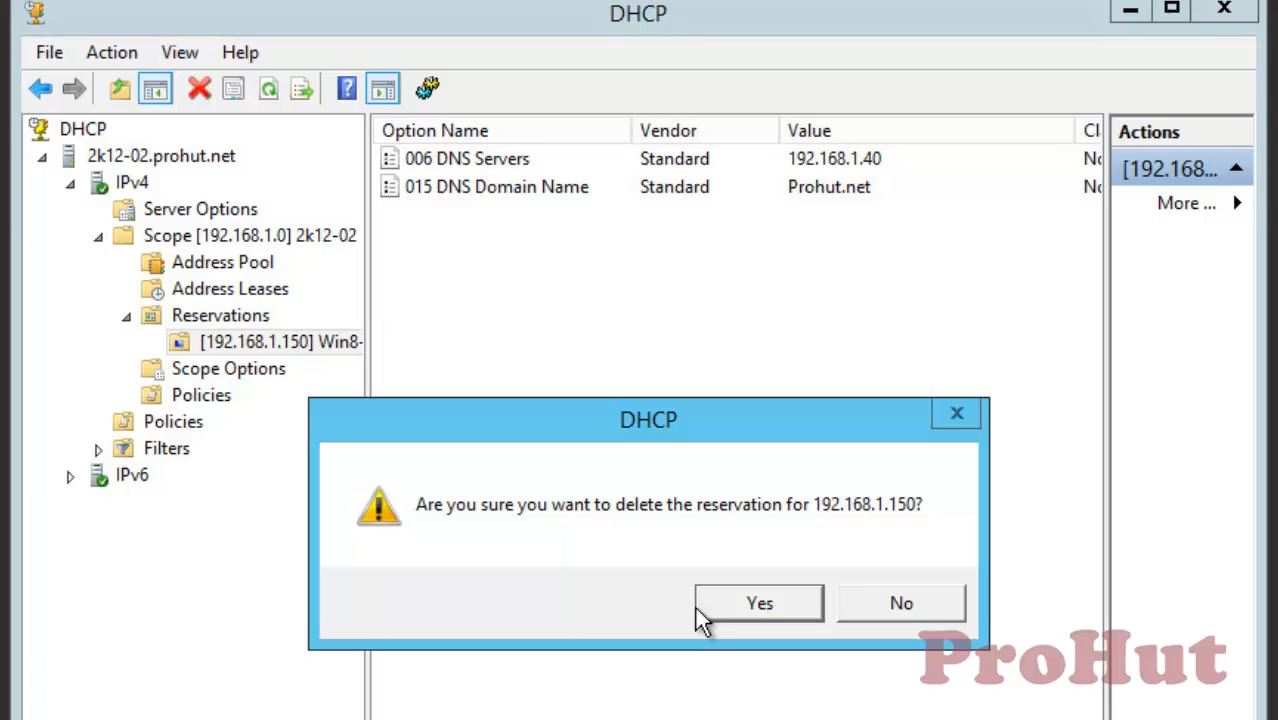 DHCP
File Action View Help
DHCP
2k12-02.prohut.net
IPv4
Server Options
Scope [192.168.1.0] 2k12-02
Address Pool
Address Leases
Reservations
[192.168.1.150] Win8-
Scope Options
Policies
Policies
Filters
IPv6
Option Name Vendor Value Cl
006 DNS Servers Standard 192.168.1.40 No
015 DNS Domain Name Standard Prohut.net No
Actions
[192.168...
More ...
DHCP
Are you sure you want to delete the reservation for 192.168.1.150?
Yes No
ProHut